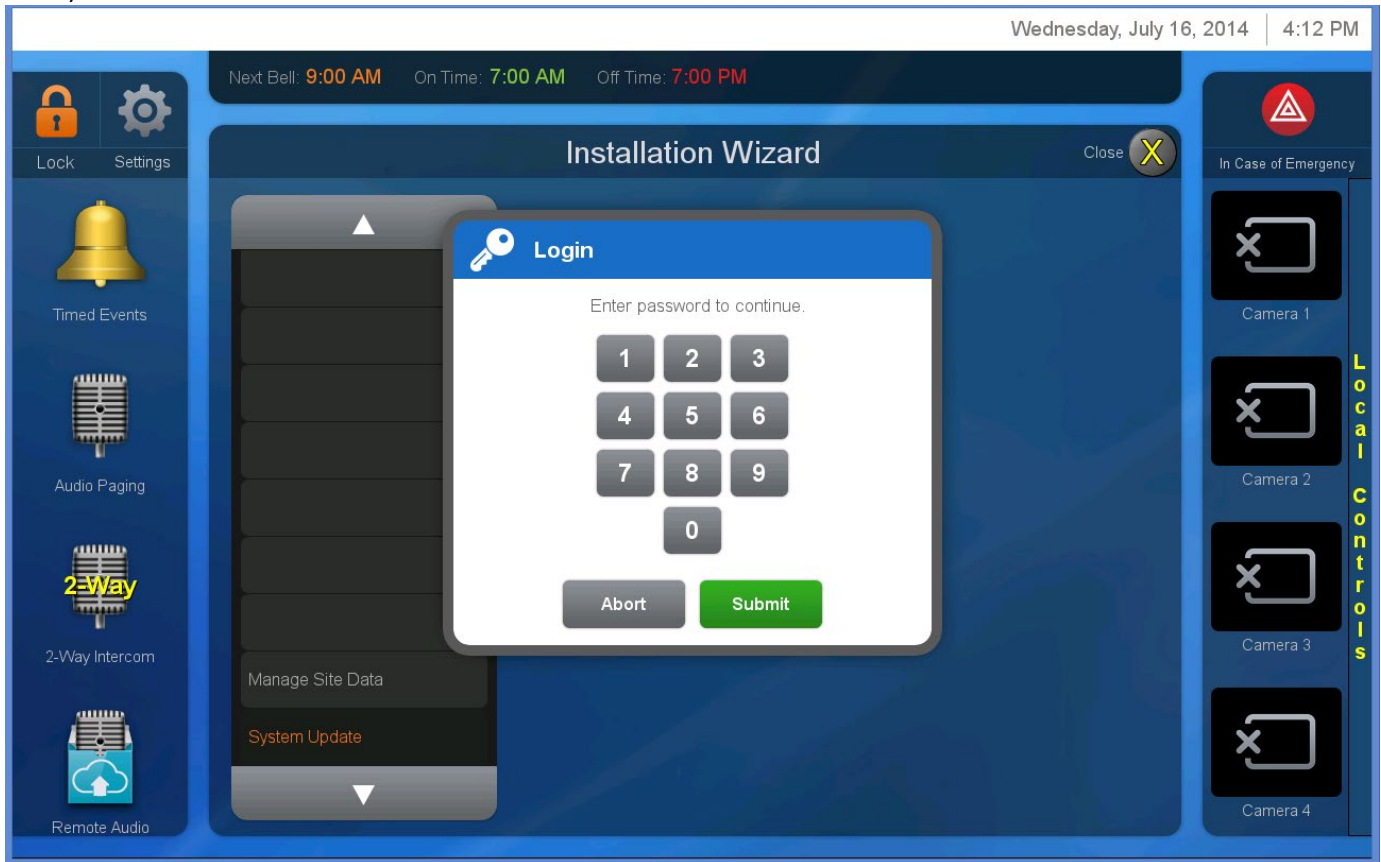 Wednesday, July 16, 2014 4:12 PM
Next Bell: 9:00 AM On Time: 7:00 AM Off Time: 7:00 PM
Lock Settings
Installation Wizard
Close X
In Case of Emergency
Timed Events
Audio Paging
2-Way
2-Way Intercom
Remote Audio
Login
Enter password to continue.
1 2 3
4 5 6
7 8 9
0
Abort Submit
Manage Site Data
System Update
Camera 1
Camera 2
Camera 3
Camera 4
Local Controls